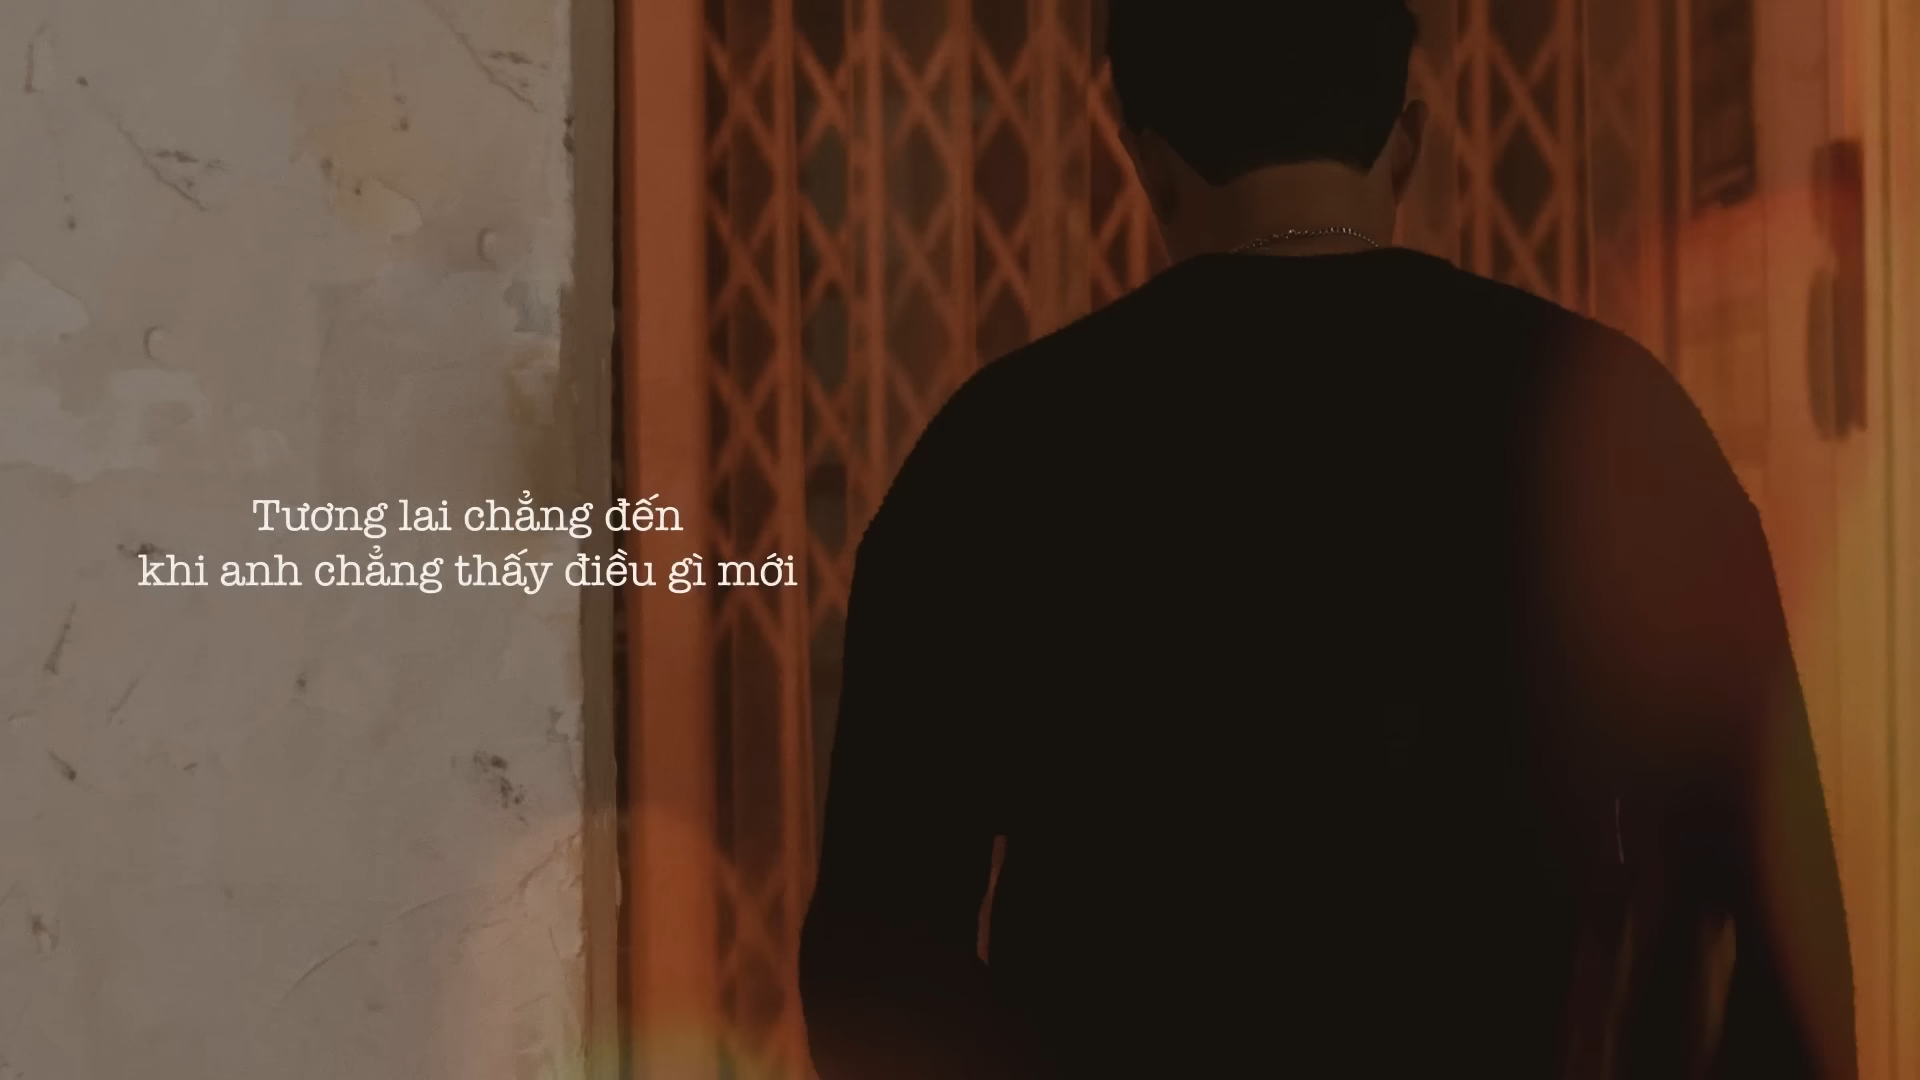 Tương lai chẳng đến
khi anh chẳng thấy điều gì mới